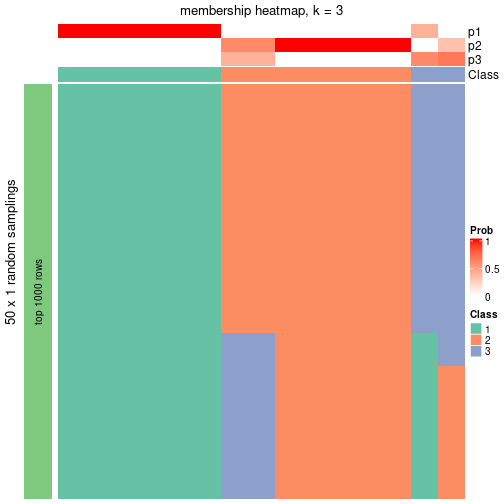 membership heatmap, k = 3
p1
p2
p3
Class
50 x 1 random samplings
top 1000 rows
Prob
1
0.5
0
Class
1
2
3